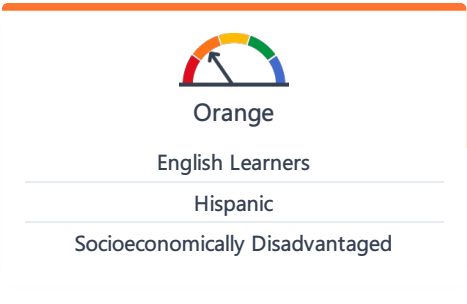 Orange
English Learners
Hispanic
Socioeconomically Disadvantaged